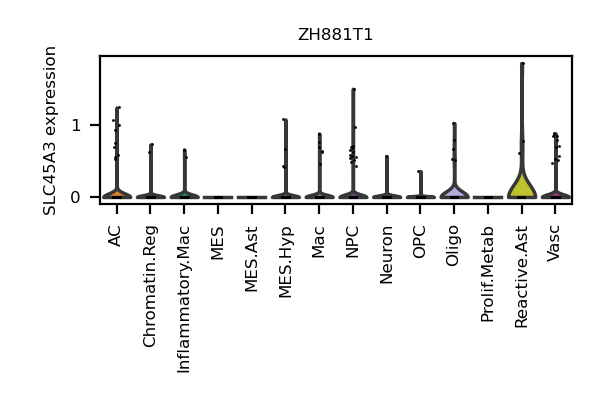 ZH881T1
SLC45A3 expression
1
0
AC
Chromatin.Reg
Inflammatory.Mac
MES
MES.Ast
MES.Hyp
Mac
NPC
Neuron
OPC
Oligo
Prolif.Metab
Reactive.Ast
Vasc